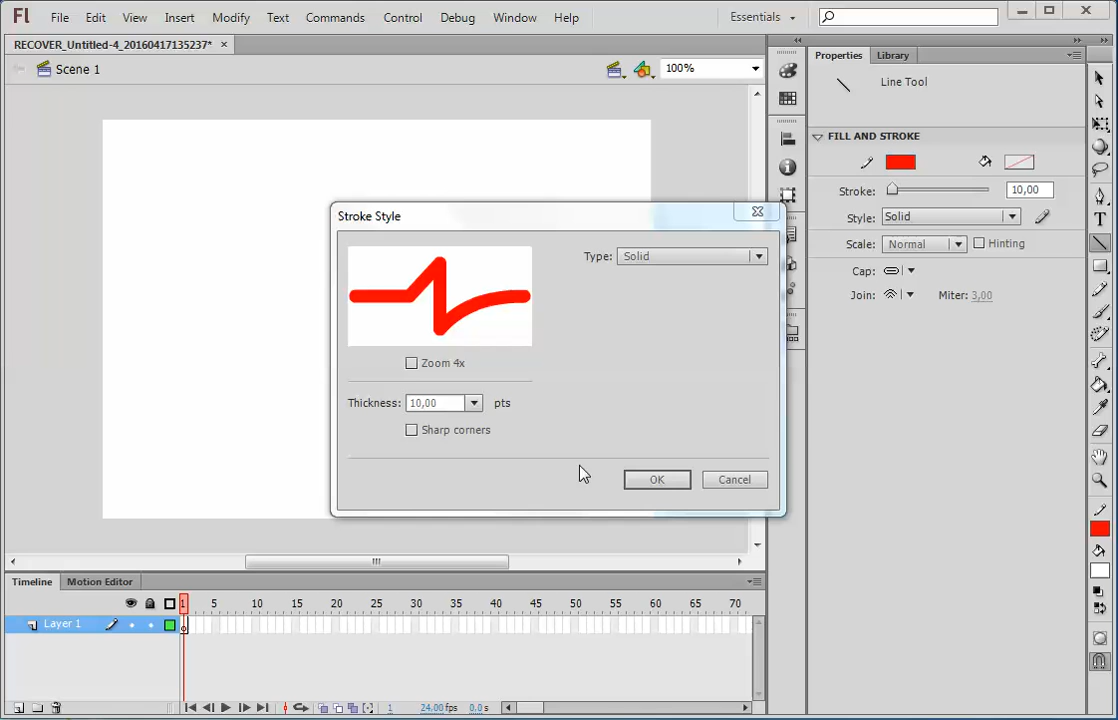 Fl File Edit View Insert Modify Text Commands Control Debug Window Help Essentials
RECOVER_Untitled-4_20160417135237* ×
Scene 1 100%
Properties Library
Line Tool
FILL AND STROKE
Stroke: 10,00
Style: Solid
Scale: Normal Hinting
Cap:
Join: Miter: 3,00
Stroke Style
Type: Solid
Zoom 4x
Thickness: 10,00 pts
Sharp corners
OK Cancel
Timeline Motion Editor
1 5 10 15 20 25 30 35 40 45 50 55 60 65 70
Layer 1
1 24.00 fps 0.0 s